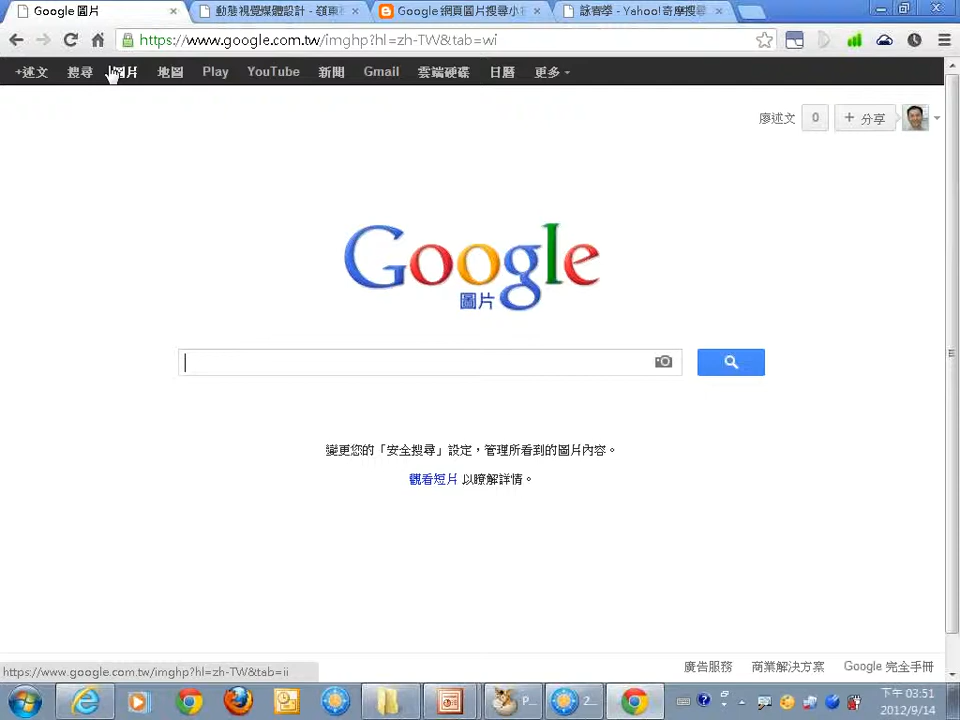 Google 圖片
動態視覺媒體設計 - 嶺東科
Google 網頁圖片搜尋小
詠春拳 - Yahoo!奇摩搜尋
https://www.google.com.tw/imghp?hl=zh-TW&tab=wi
+述文 搜尋 圖片 地圖 Play YouTube 新聞 Gmail 雲端硬碟 日曆 更多
廖述文 0 + 分享
Google
圖片
變更您的「安全搜尋」設定，管理所看到的圖片內容。
觀看短片 以瞭解詳情。
廣告服務 商業解決方案 Google 完全手冊
https://www.google.com.tw/imghp?hl=zh-TW&tab=ii
P...
2...
下午 03:51
2012/9/14